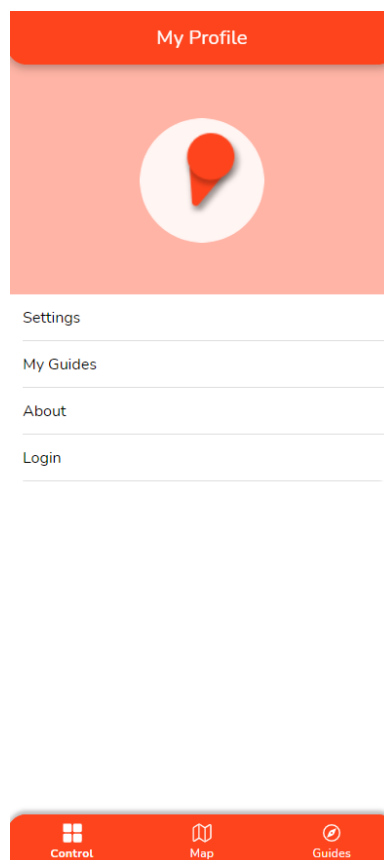 My Profile
Settings
My Guides
About
Login
Control
Map
Guides